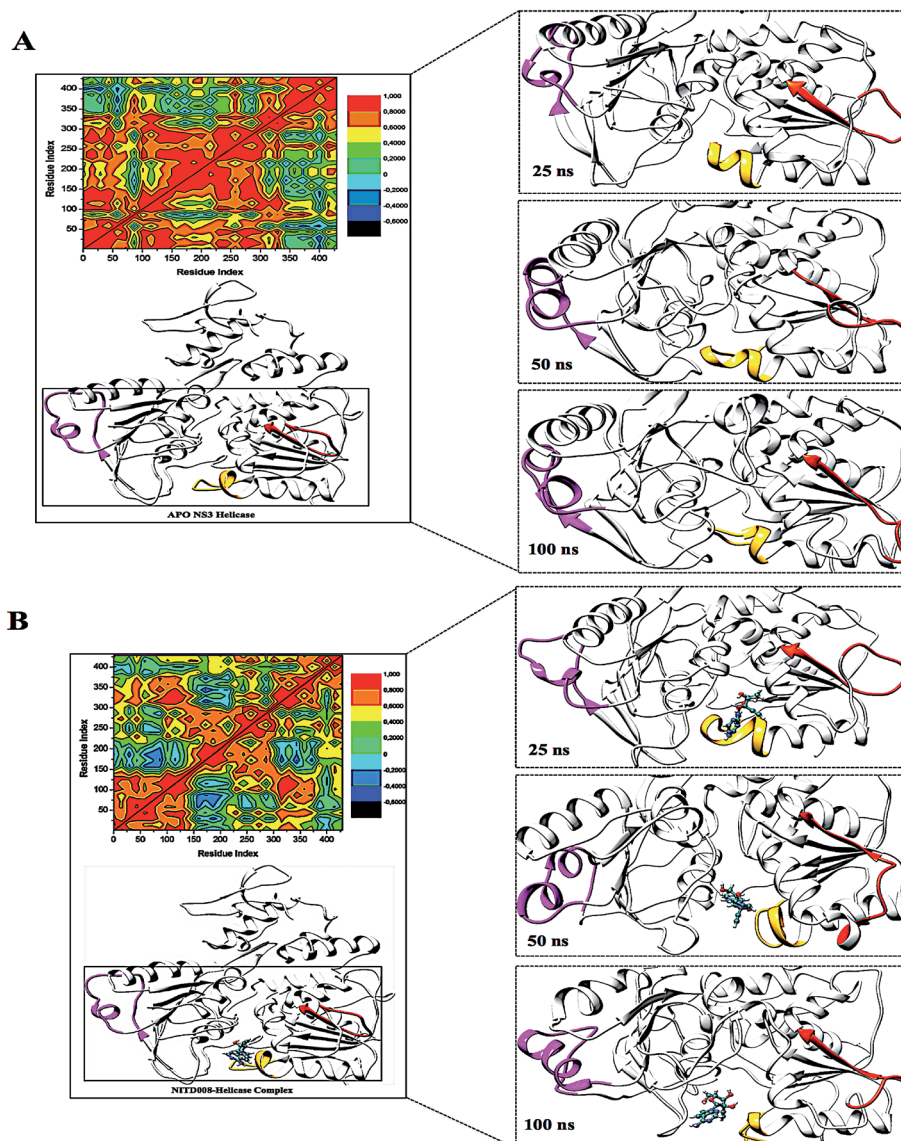 A
Residue Index
400
350
300
250
200
150
100
50
50 100 150 200 250 300 350 400
Residue Index
1,000
0,8000
0,6000
0,4000
0,2000
0
-0,2000
-0,4000
-0,6000
APO NS3 Helicase
25 ns
50 ns
100 ns
B
Residue Index
400
350
300
250
200
150
100
50
50 100 150 200 250 300 350 400
Residue Index
1,000
0,8000
0,6000
0,4000
0,2000
0
-0,2000
-0,4000
-0,6000
NITD008-Helicase Complex
25 ns
50 ns
100 ns